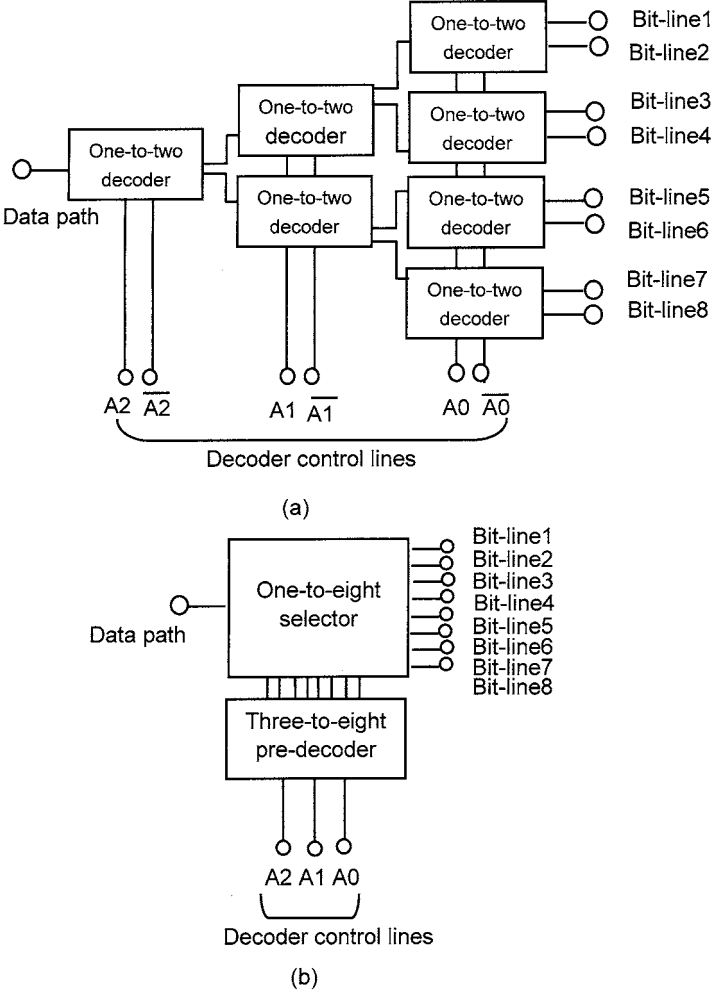 One-to-two
decoder
Bit-line1
Bit-line2
One-to-two
decoder
One-to-two
decoder
Bit-line3
Bit-line4
One-to-two
decoder
Data path
One-to-two
decoder
One-to-two
decoder
Bit-line5
Bit-line6
One-to-two
decoder
Bit-line7
Bit-line8
A2 A̅2̅ A1 A̅1̅ A0 A̅0̅
Decoder control lines
(a)
One-to-eight
selector
Data path
Bit-line1
Bit-line2
Bit-line3
Bit-line4
Bit-line5
Bit-line6
Bit-line7
Bit-line8
Three-to-eight
pre-decoder
A2 A1 A0
Decoder control lines
(b)